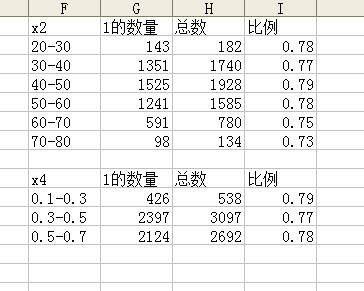 F G H I
x2 1的数量 总数 比例
20-30 143 182 0.78
30-40 1351 1740 0.77
40-50 1525 1928 0.79
50-60 1241 1585 0.78
60-70 591 780 0.75
70-80 98 134 0.73
x4 1的数量 总数 比例
0.1-0.3 426 538 0.79
0.3-0.5 2397 3097 0.77
0.5-0.7 2124 2692 0.78